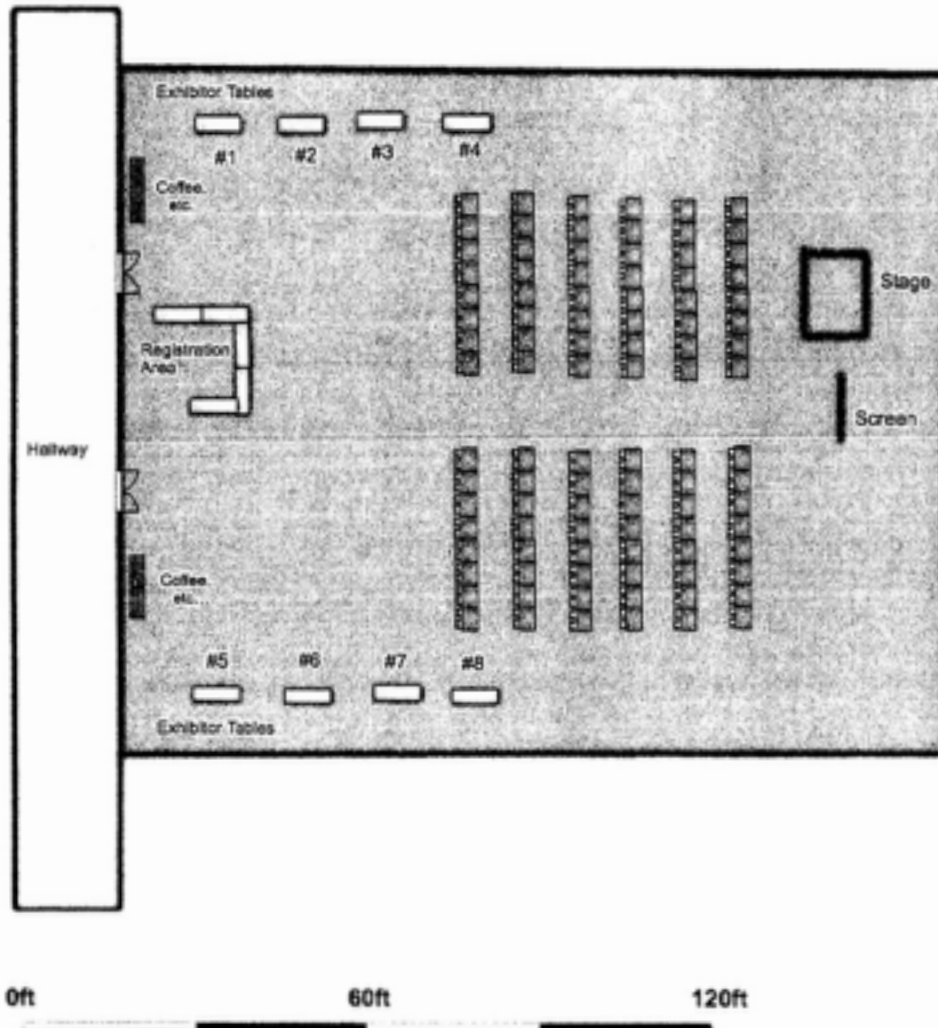 Exhibitor Tables
#1
#2
#3
#4
Coffee,
etc.
Stage
Registration
Area
Screen
Hallway
Coffee,
etc.
#5
#6
#7
#8
Exhibitor Tables
0ft
60ft
120ft